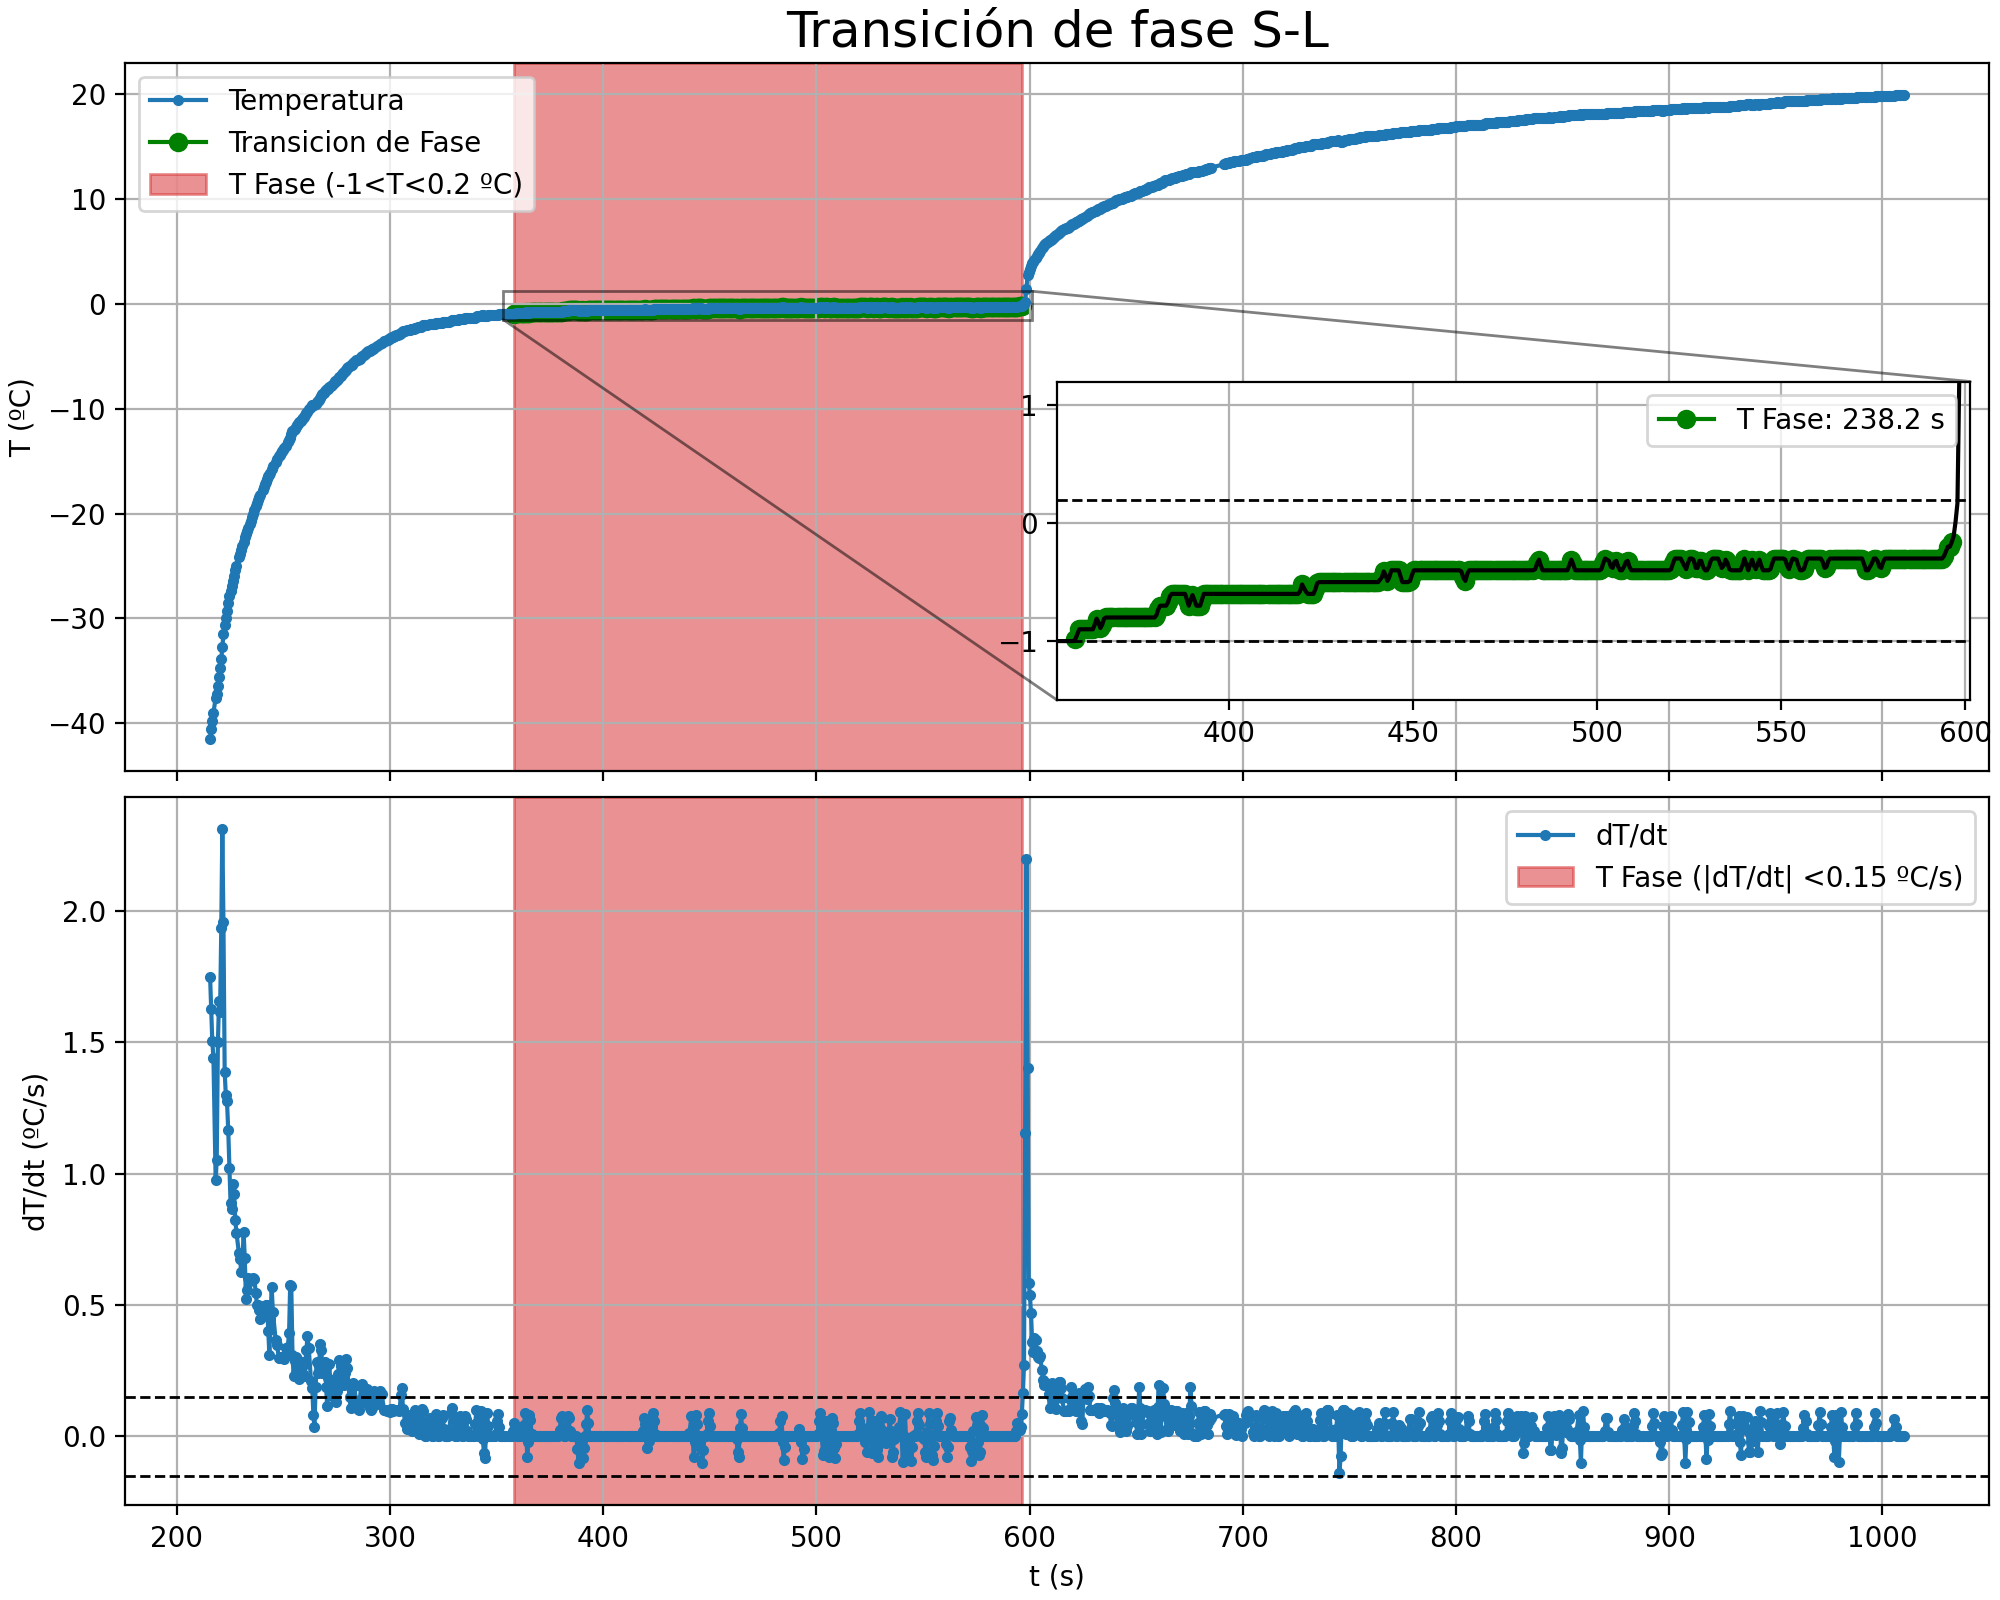 Transición de fase S-L
20
10
0
−10
−20
−30
−40
T (ºC)
Temperatura
Transicion de Fase
T Fase (-1<T<0.2 ºC)
T Fase: 238.2 s
1
0
−1
400 450 500 550 600
2.0
1.5
1.0
0.5
0.0
dT/dt (ºC/s)
dT/dt
T Fase (|dT/dt| <0.15 ºC/s)
200 300 400 500 600 700 800 900 1000
t (s)